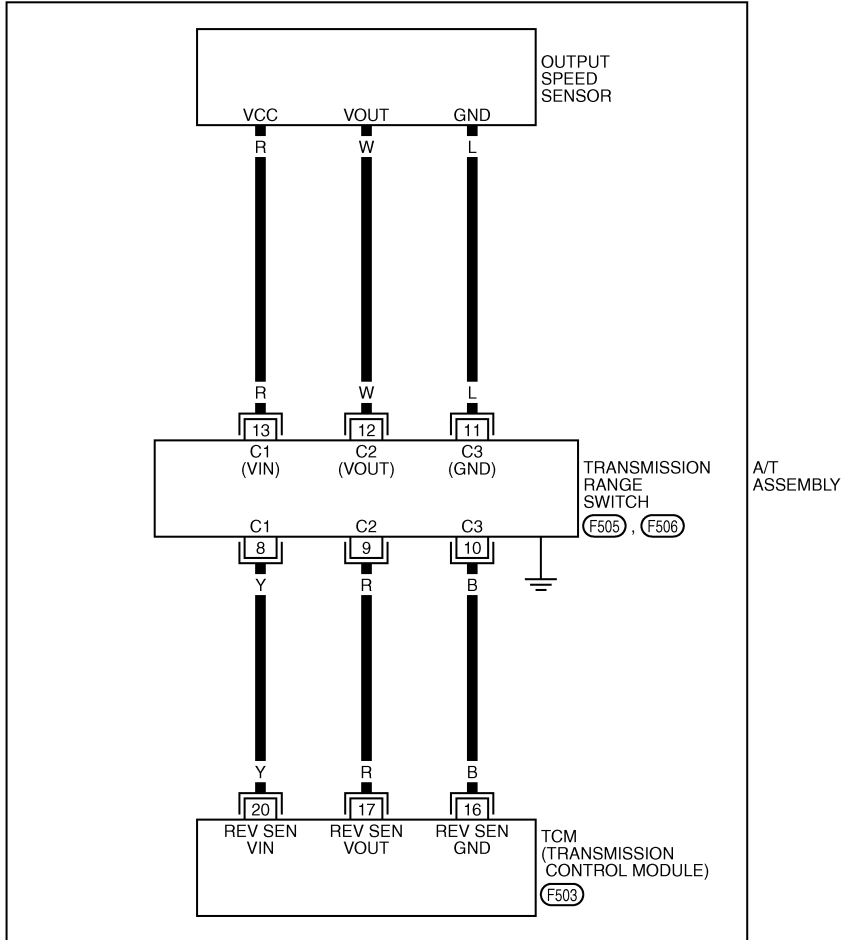 OUTPUT
SPEED
SENSOR
VCC VOUT GND
R W L
R W L
13 12 11
C1 C2 C3
(VIN) (VOUT) (GND)
TRANSMISSION
RANGE
SWITCH
F505 , F506
A/T
ASSEMBLY
C1 C2 C3
8 9 10
Y R B
Y R B
20 17 16
REV SEN REV SEN REV SEN
VIN VOUT GND
TCM
(TRANSMISSION
CONTROL MODULE)
F503